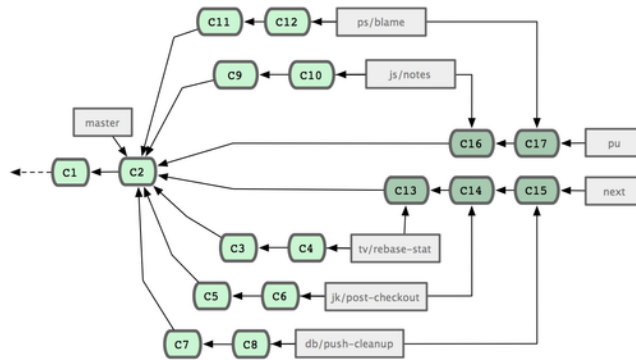 C11
C12
ps/blame
C9
C10
js/notes
master
C16
C17
pu
C1
C2
C13
C14
C15
next
C3
C4
tv/rebase-stat
C5
C6
jk/post-checkout
C7
C8
db/push-cleanup